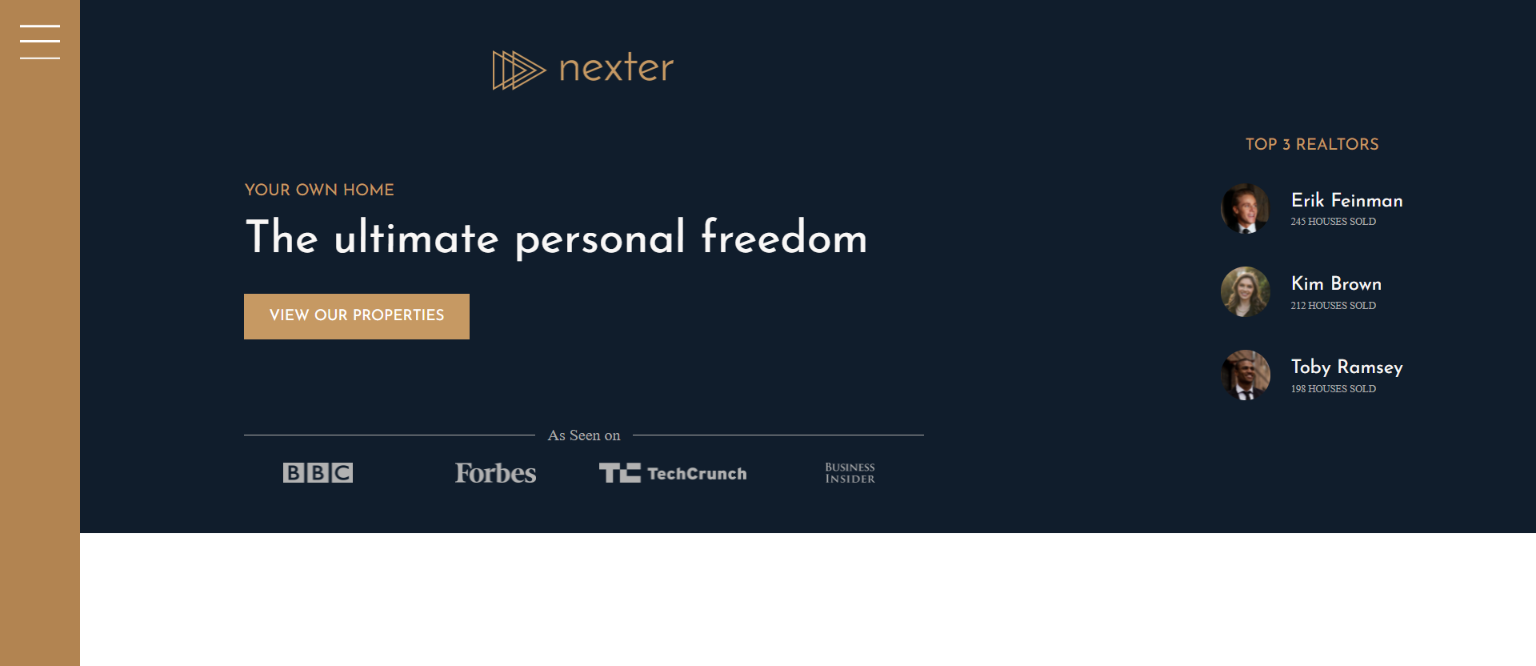 nexter
YOUR OWN HOME
The ultimate personal freedom
VIEW OUR PROPERTIES
As Seen on
BBC
Forbes
TC TechCrunch
BUSINESS
INSIDER
TOP 3 REALTORS
Erik Feinman
245 HOUSES SOLD
Kim Brown
212 HOUSES SOLD
Toby Ramsey
198 HOUSES SOLD